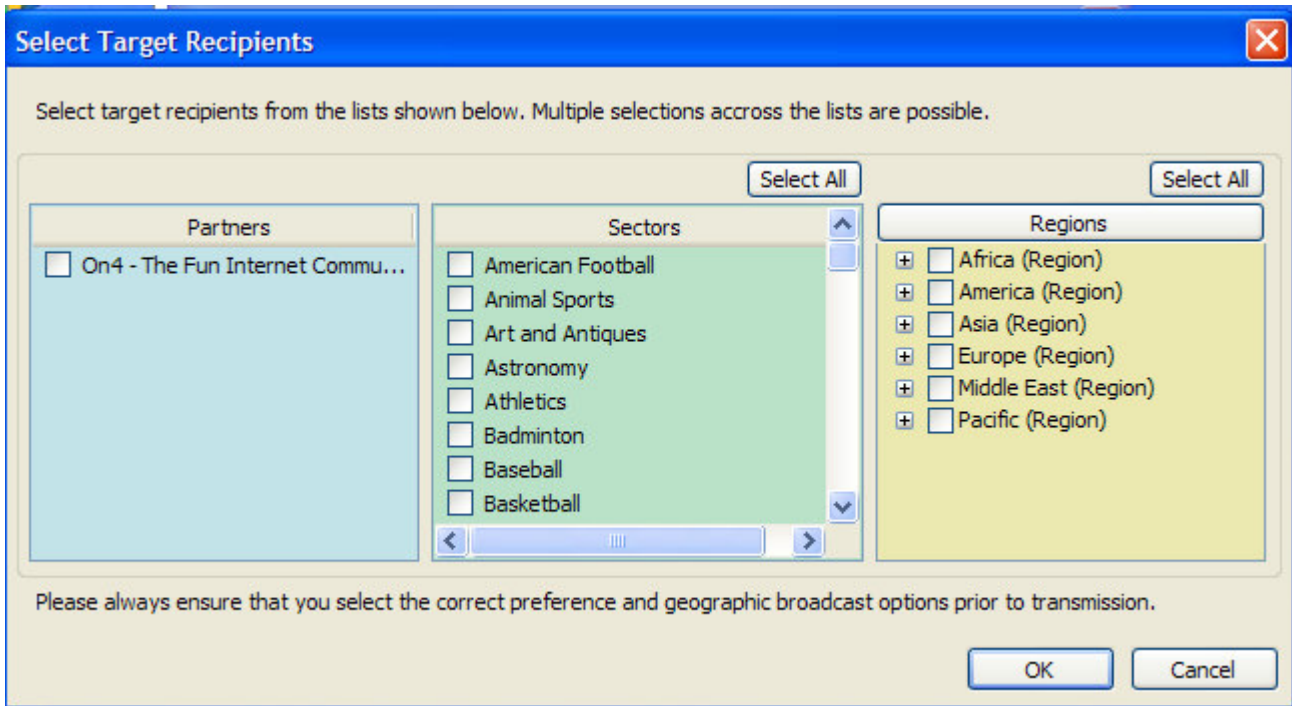 Select Target Recipients
Select target recipients from the lists shown below. Multiple selections accross the lists are possible.
Select All
Select All
Partners
On4 - The Fun Internet Commu...
Sectors
American Football
Animal Sports
Art and Antiques
Astronomy
Athletics
Badminton
Baseball
Basketball
Regions
Africa (Region)
America (Region)
Asia (Region)
Europe (Region)
Middle East (Region)
Pacific (Region)
Please always ensure that you select the correct preference and geographic broadcast options prior to transmission.
OK
Cancel